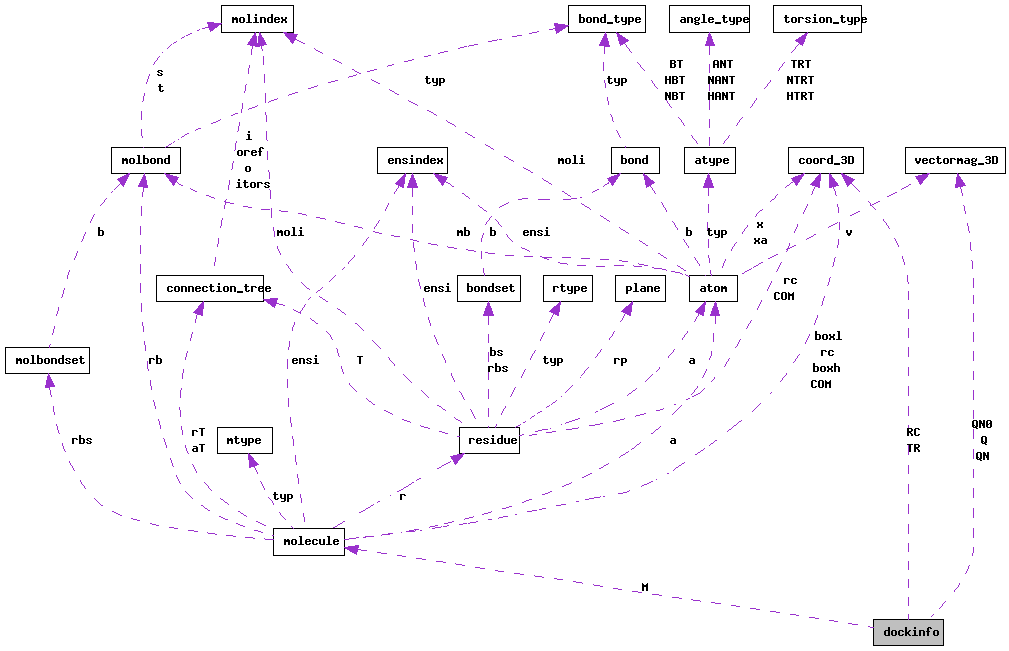 molindex
bond_type
angle_type
torsion_type
s
t
typ
typ
BT
HBT
NBT
ANT
NANT
HANT
TRT
NTRT
HTRT
molbond
ensindex
bond
atype
coord_3D
vectormag_3D
i
oref
o
itors
moli
b
moli
mb
b
ensi
b
typ
x
xa
v
connection_tree
ensi
bondset
rtype
plane
atom
rc
COM
molbondset
rb
ensi
T
bs
rbs
typ
rp
a
boxl
rc
boxh
COM
rbs
rT
aT
mtype
residue
a
RC
TR
QN0
Q
QN
typ
r
molecule
M
dockinfo